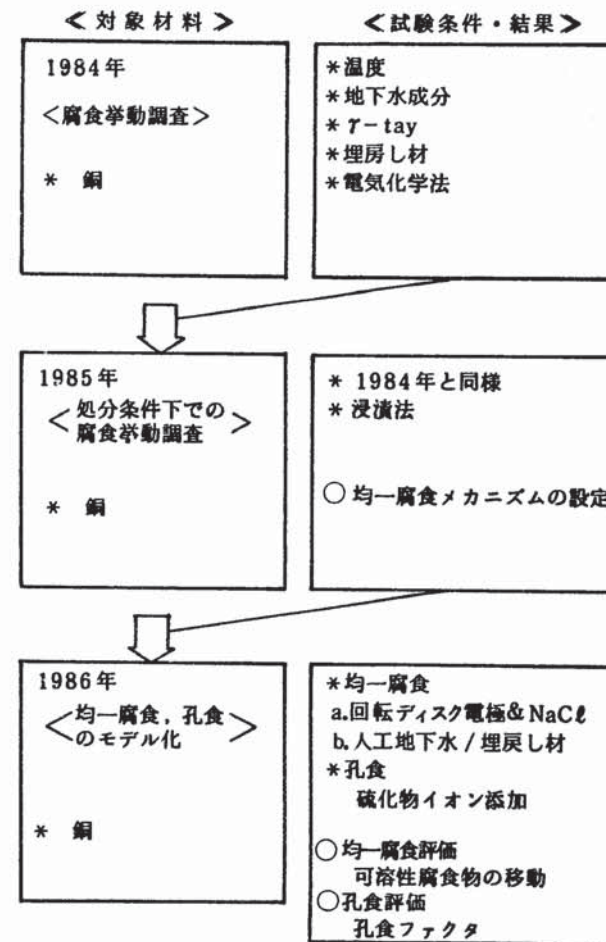 ≪対象材料≫
≪試験条件・結果≫
1984年
<腐食挙動調査>
* 銅
*温度
*地下水成分
*γ-tay
*埋房し材
*電気化学法
1985年
<処分条件下での
腐食挙動調査>
* 銅
* 1984年と同様
* 浸漬法
○均一腐食メカニズムの設定
1986年
<均一腐食,孔食
のモデル化>
* 銅
*均一腐食
a.回転ディスク電極&NaCℓ
b.人工地下水/埋戻し材
*孔食
硫化物イオン添加
○均一腐食評価
可溶性腐食物の移動
○孔食評価
孔食ファクタ